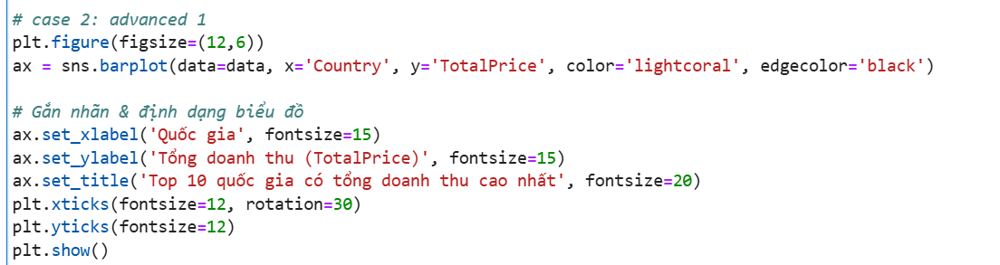 # case 2: advanced 1
plt.figure(figsize=(12,6))
ax = sns.barplot(data=data, x='Country', y='TotalPrice', color='lightcoral', edgecolor='black')
# Gắn nhãn & định dạng biểu đồ
ax.set_xlabel('Quốc gia', fontsize=15)
ax.set_ylabel('Tổng doanh thu (TotalPrice)', fontsize=15)
ax.set_title('Top 10 quốc gia có tổng doanh thu cao nhất', fontsize=20)
plt.xticks(fontsize=12, rotation=30)
plt.yticks(fontsize=12)
plt.show()